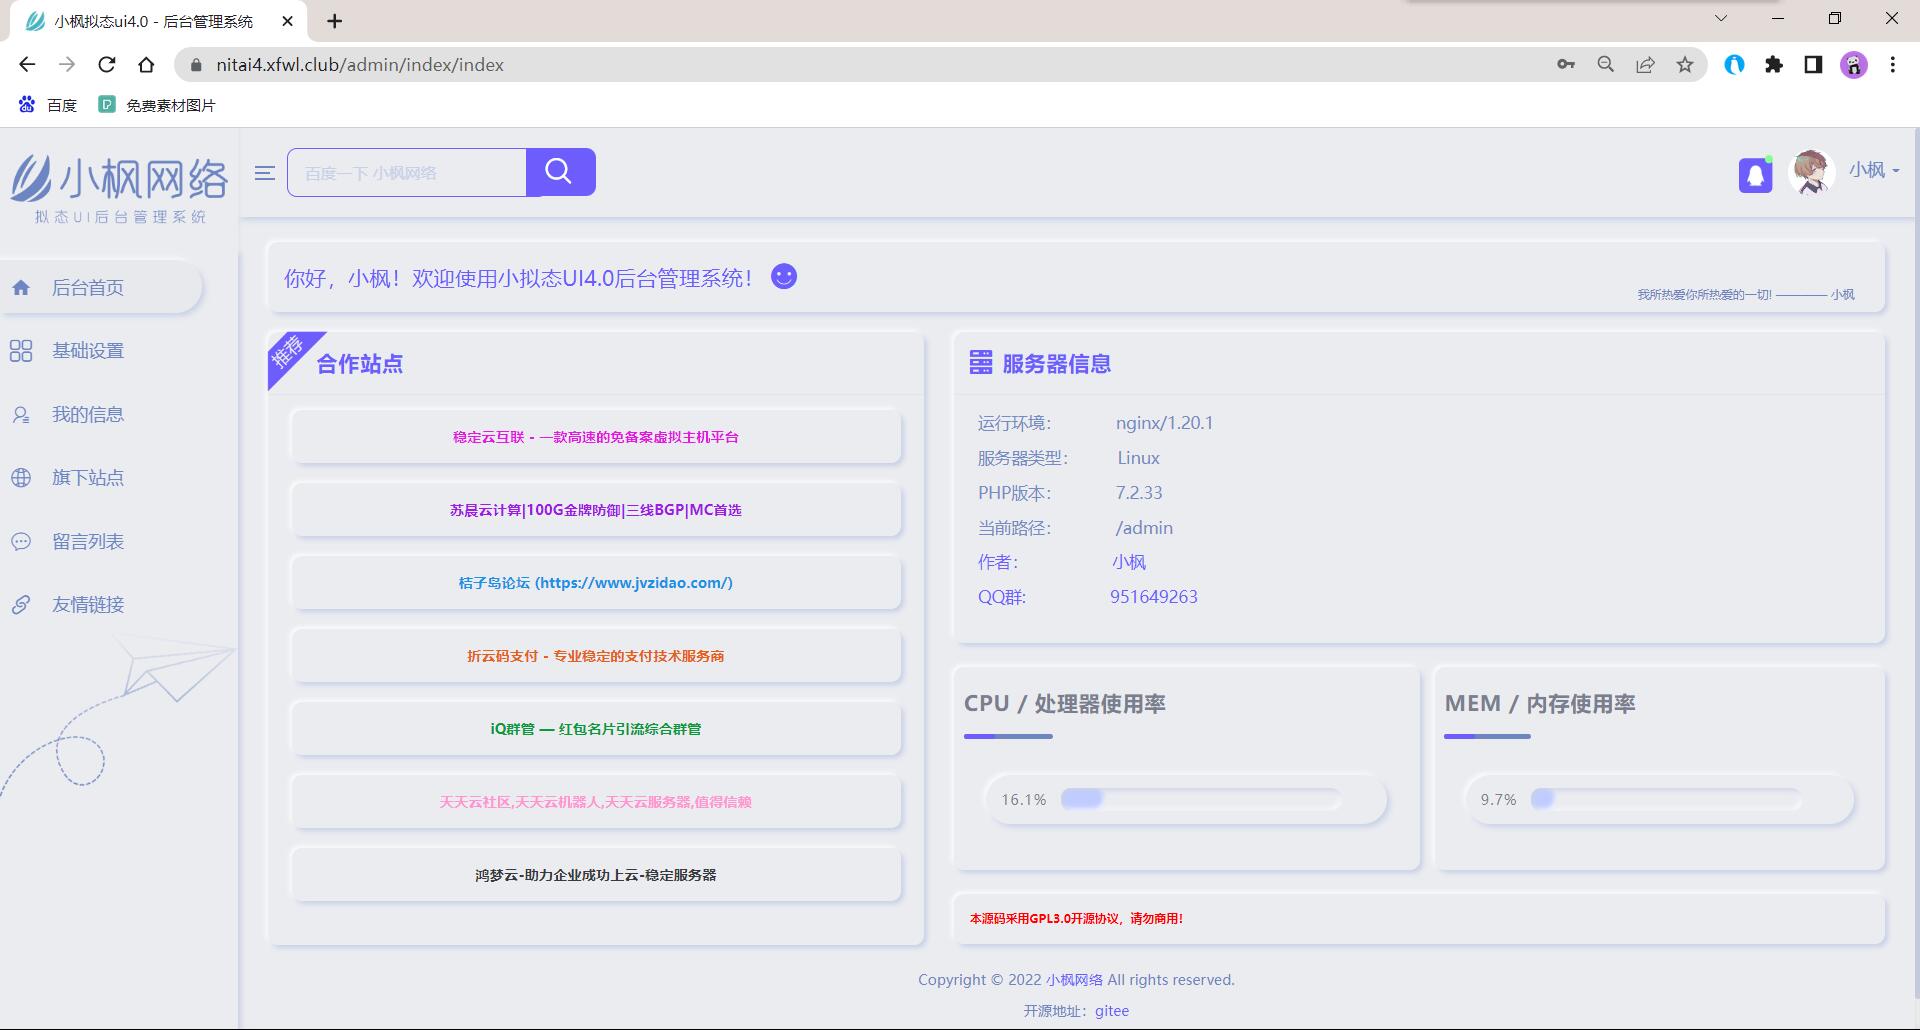 小枫拟态ui4.0 - 后台管理系统
nitai4.xfwl.club/admin/index/index
百度
免费素材图片
小枫网络
拟态UI后台管理系统
百度一下 小枫网络
小枫
后台首页
基础设置
我的信息
旗下站点
留言列表
友情链接
你好，小枫！欢迎使用小拟态UI4.0后台管理系统！
我所热爱你所热爱的一切! ———— 小枫
推荐
合作站点
稳定云互联 - 一款高速的免备案虚拟主机平台
苏晨云计算|100G金牌防御|三线BGP|MC首选
桔子岛论坛 (https://www.jvzidao.com/)
折云码支付 - 专业稳定的支付技术服务商
iQ群管 — 红包名片引流综合群管
天天云社区,天天云机器人,天天云服务器,值得信赖
鸿梦云-助力企业成功上云-稳定服务器
服务器信息
运行环境： nginx/1.20.1
服务器类型： Linux
PHP版本： 7.2.33
当前路径： /admin
作者： 小枫
QQ群: 951649263
CPU / 处理器使用率
16.1%
MEM / 内存使用率
9.7%
本源码采用GPL3.0开源协议，请勿商用！
Copyright © 2022 小枫网络 All rights reserved.
开源地址：gitee